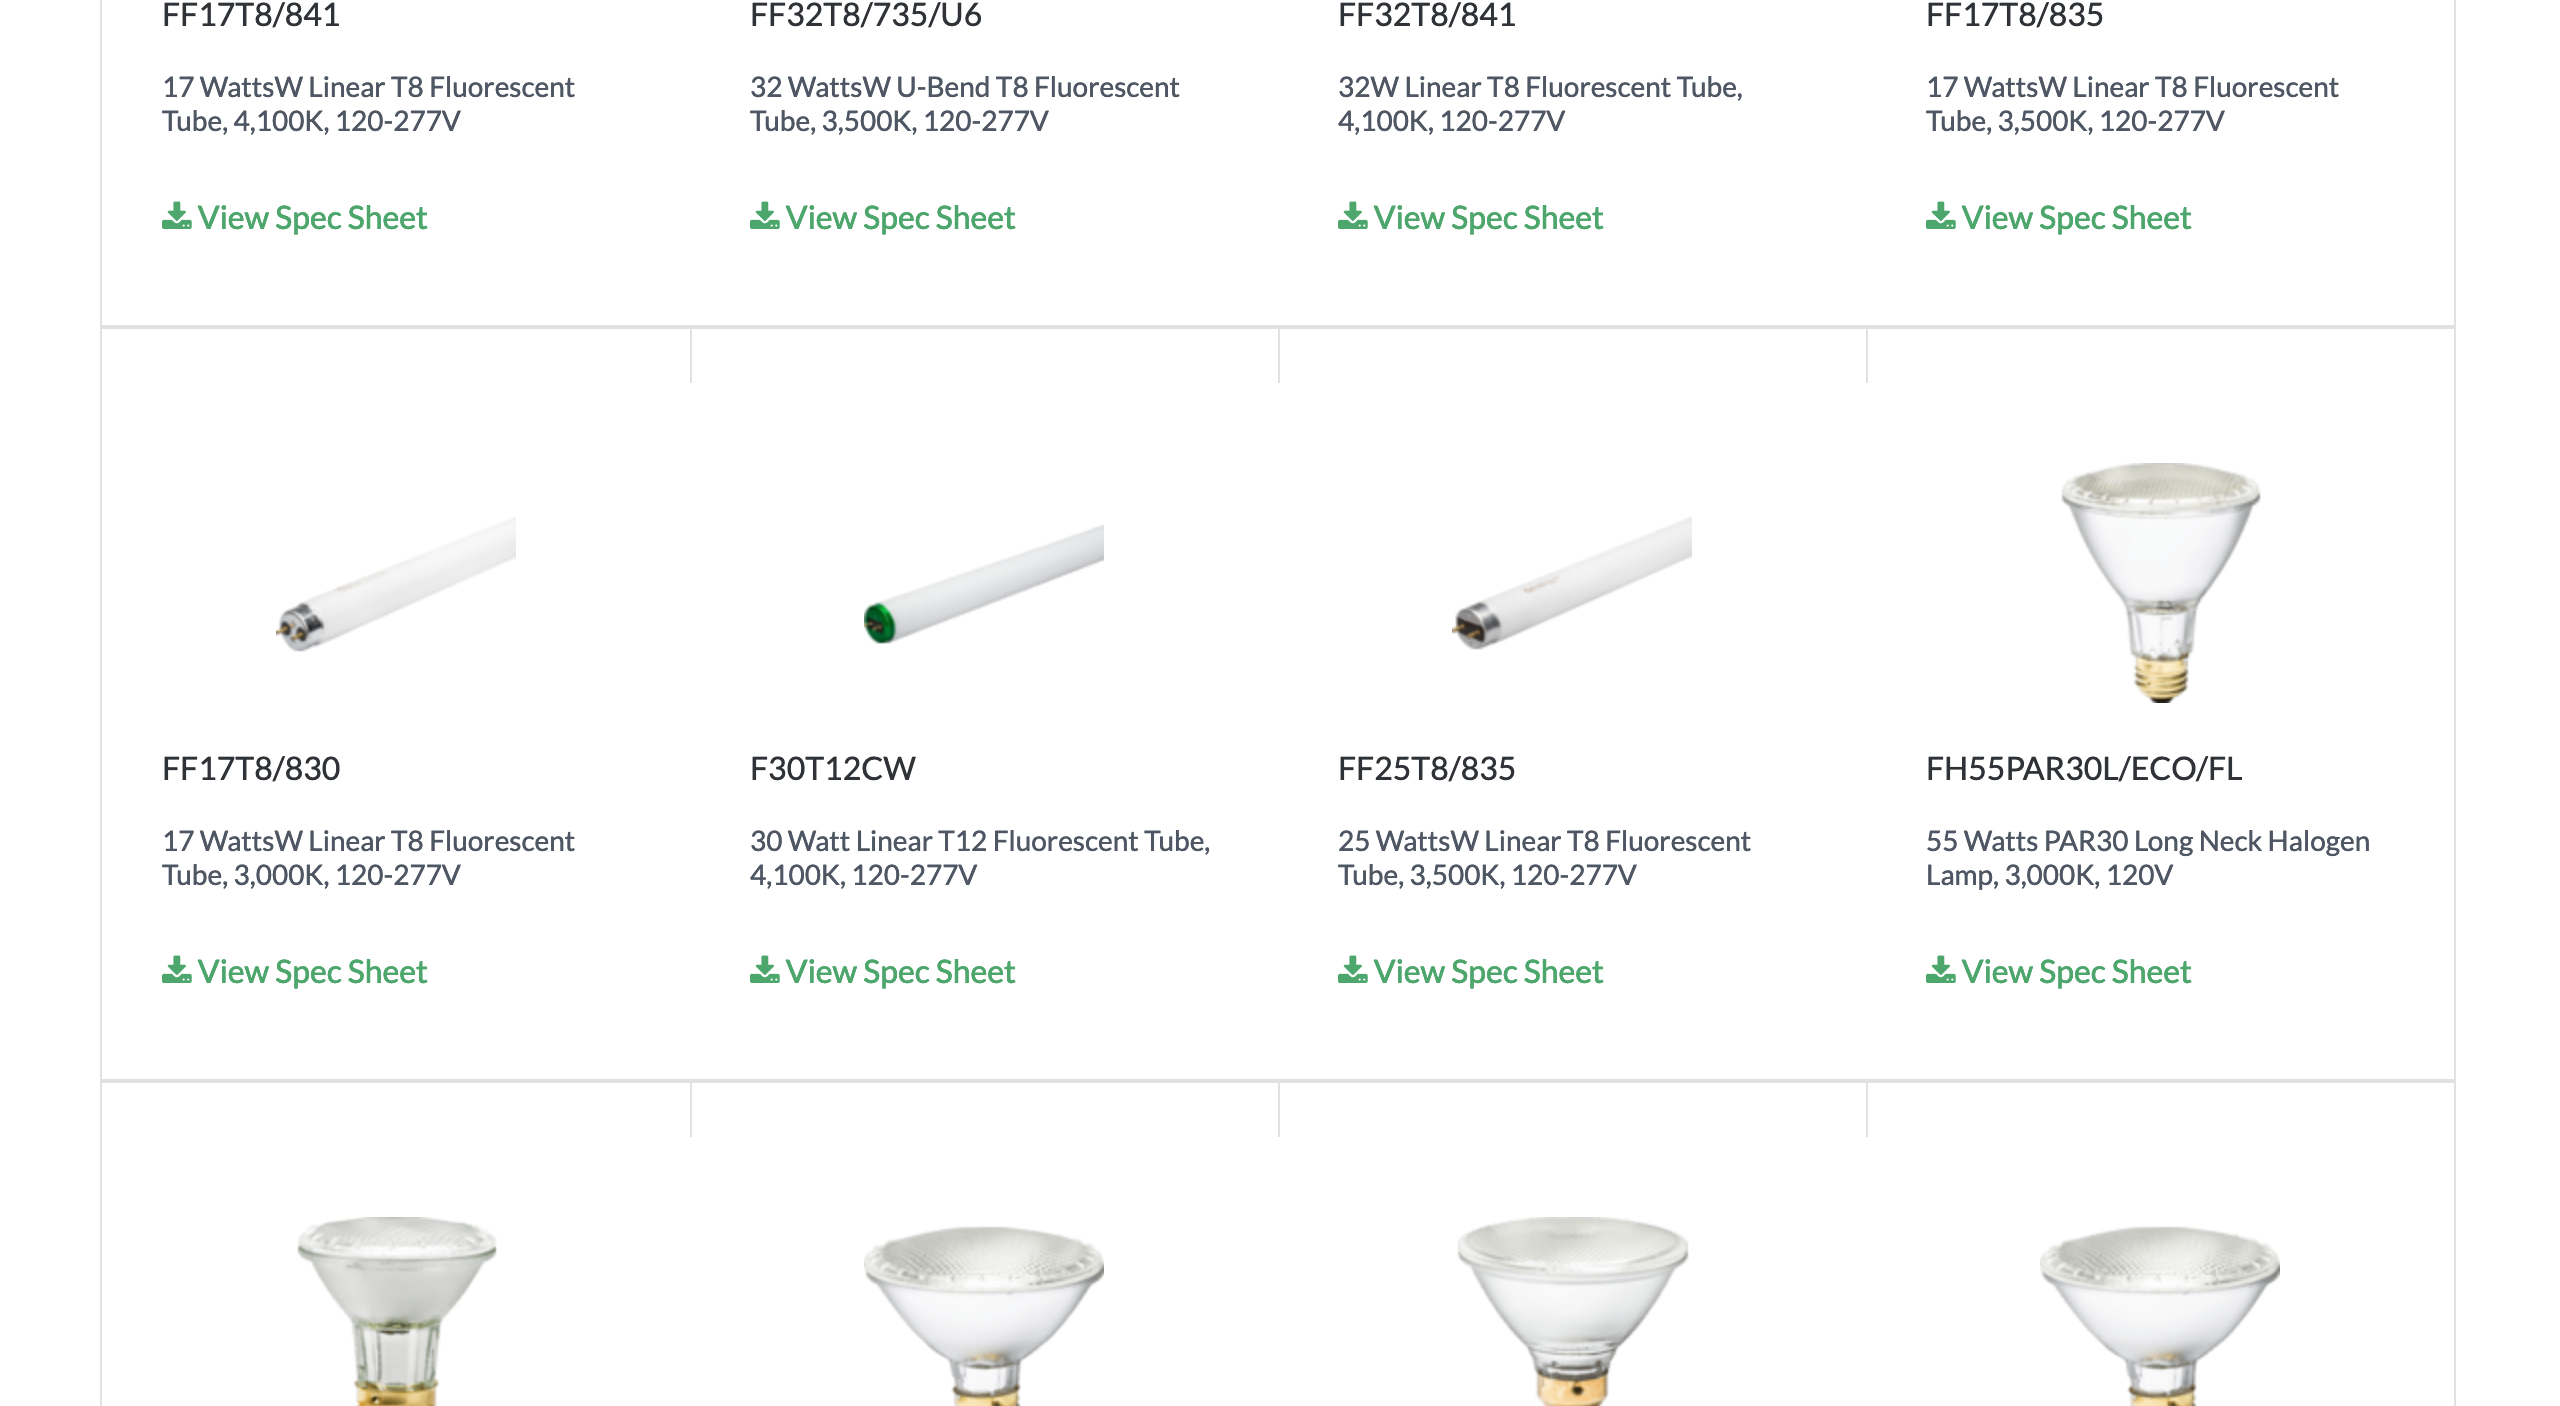 FF17T8/841
17 WattsW Linear T8 Fluorescent
Tube, 4,100K, 120-277V
View Spec Sheet
FF32T8/735/U6
32 WattsW U-Bend T8 Fluorescent
Tube, 3,500K, 120-277V
View Spec Sheet
FF32T8/841
32W Linear T8 Fluorescent Tube,
4,100K, 120-277V
View Spec Sheet
FF17T8/835
17 WattsW Linear T8 Fluorescent
Tube, 3,500K, 120-277V
View Spec Sheet
FF17T8/830
17 WattsW Linear T8 Fluorescent
Tube, 3,000K, 120-277V
View Spec Sheet
F30T12CW
30 Watt Linear T12 Fluorescent Tube,
4,100K, 120-277V
View Spec Sheet
FF25T8/835
25 WattsW Linear T8 Fluorescent
Tube, 3,500K, 120-277V
View Spec Sheet
FH55PAR30L/ECO/FL
55 Watts PAR30 Long Neck Halogen
Lamp, 3,000K, 120V
View Spec Sheet